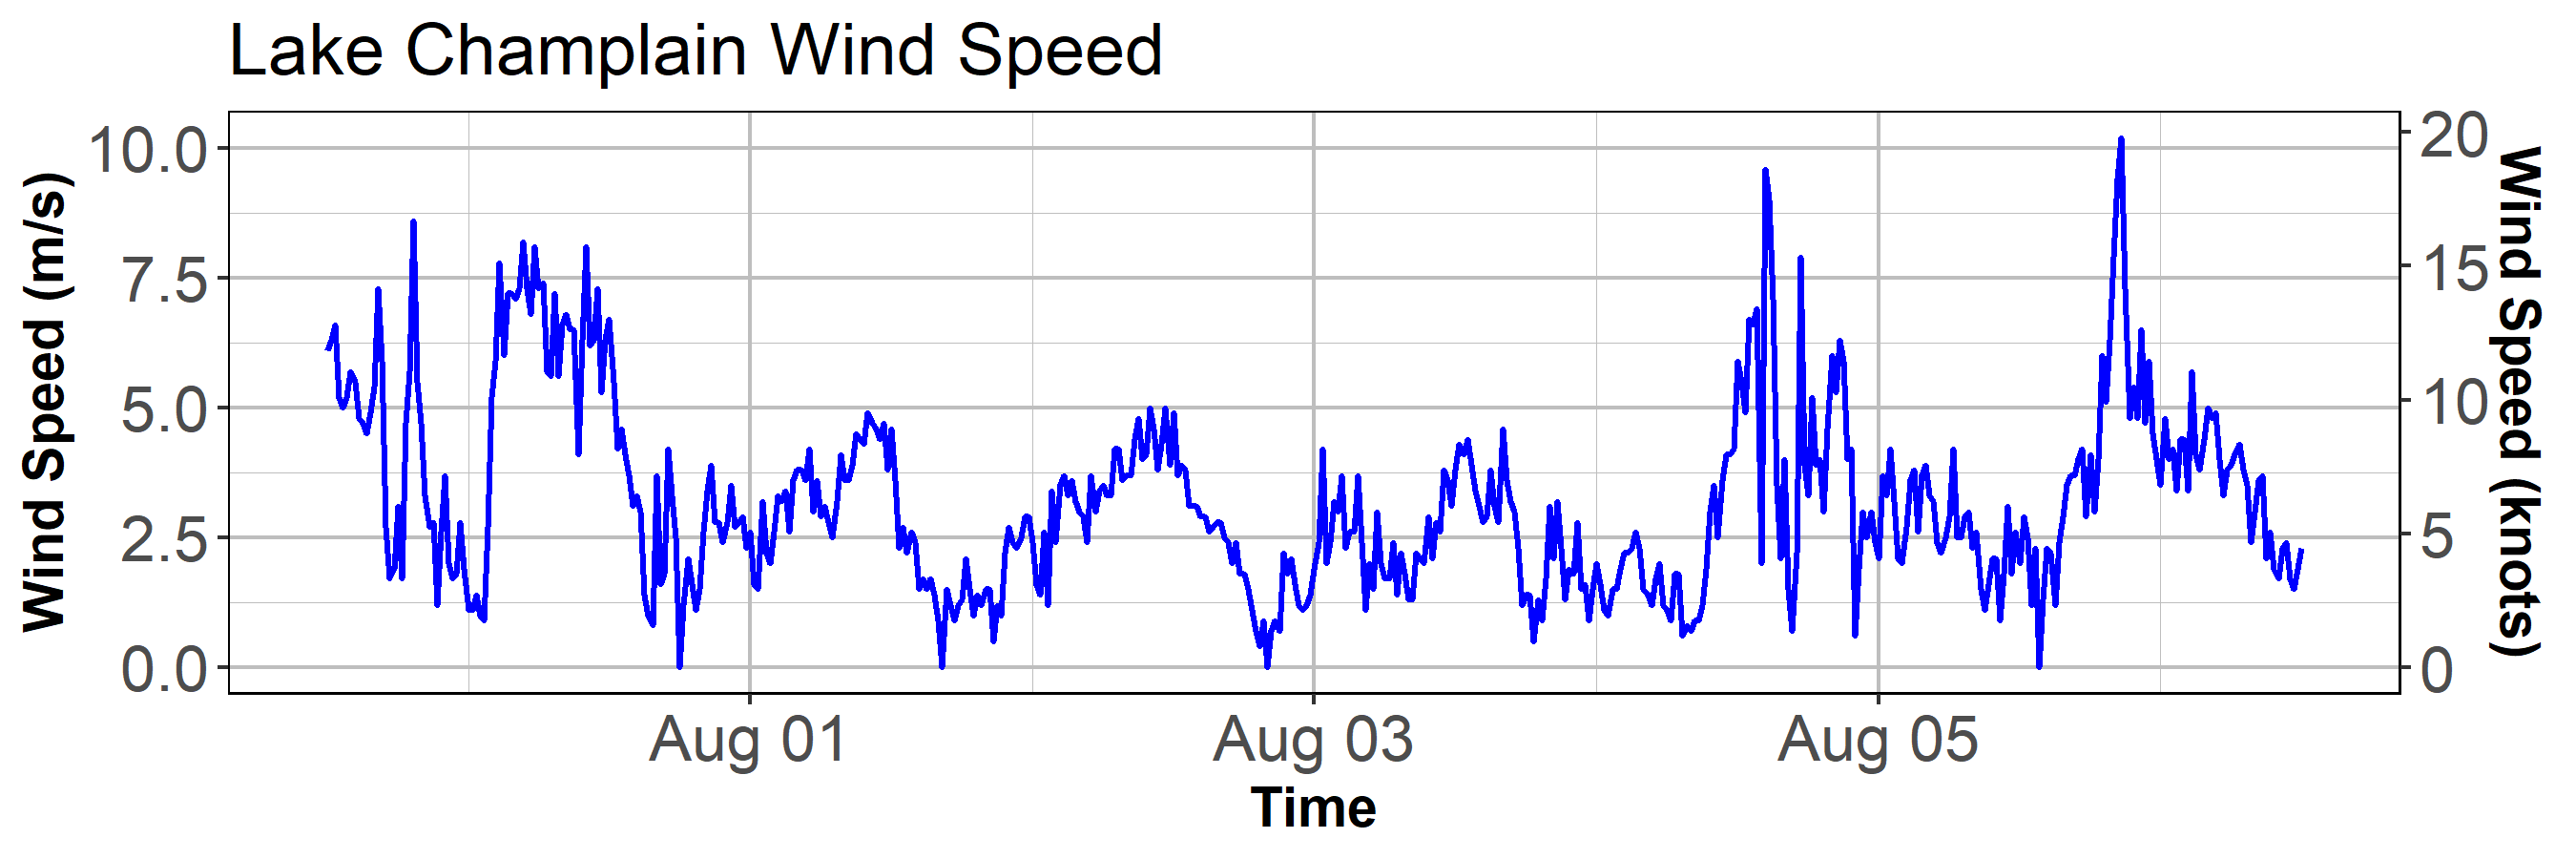 Lake Champlain Wind Speed
Wind Speed (m/s)
10.0
7.5
5.0
2.5
0.0
20
15
10
5
0
Wind Speed (knots)
Aug 01
Aug 03
Aug 05
Time